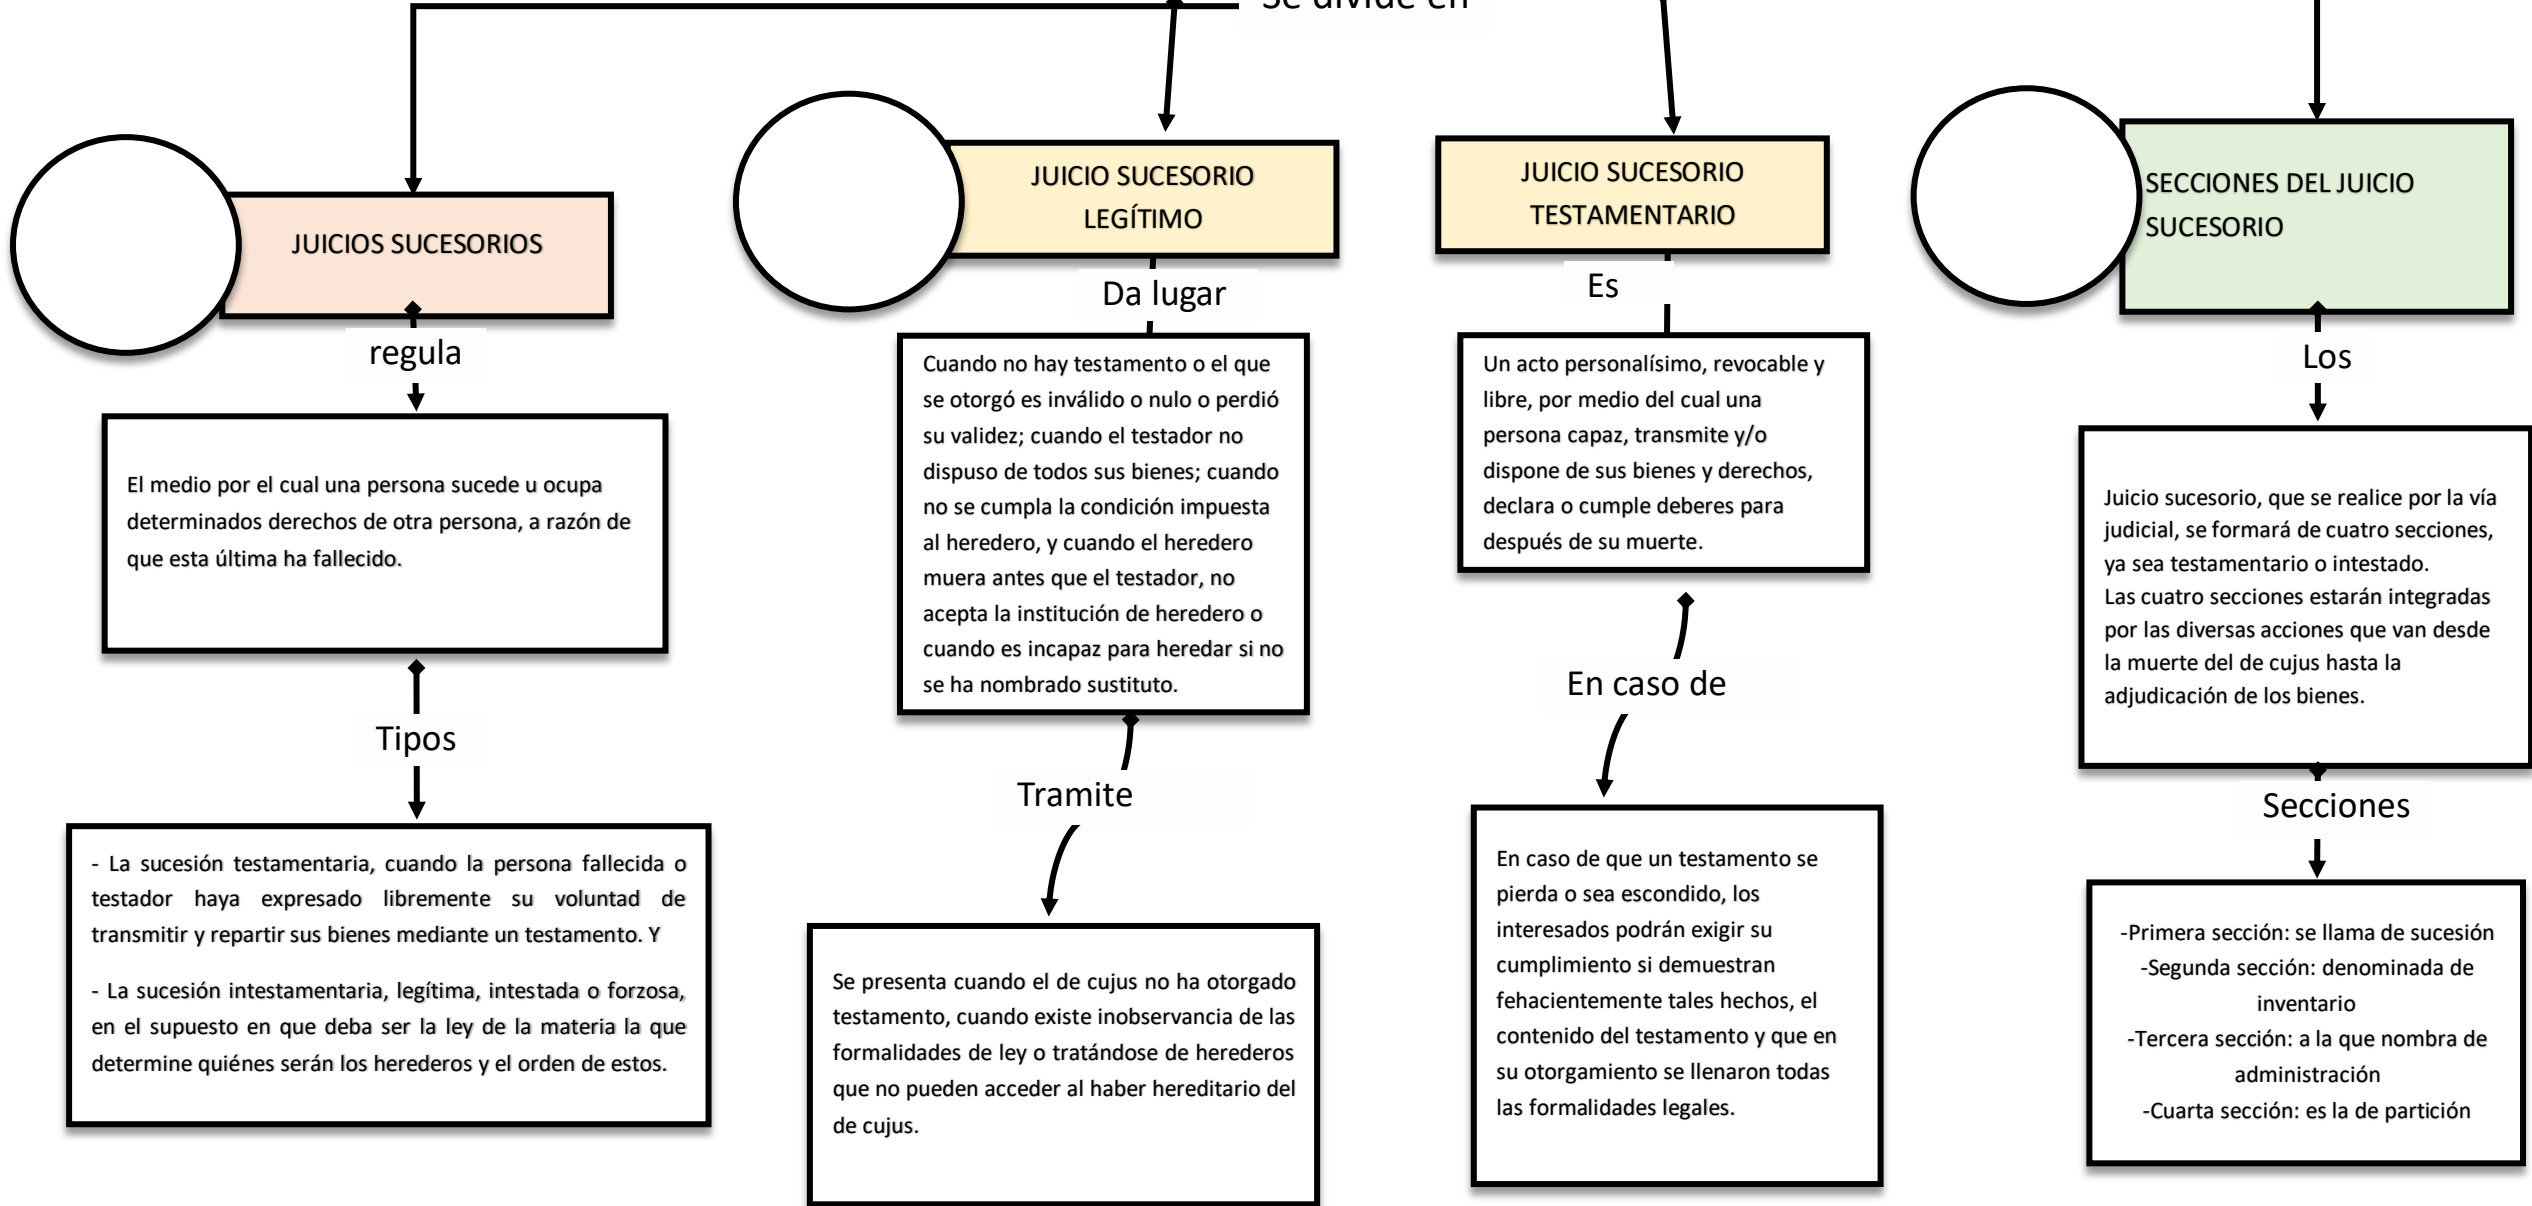 Se divide en
JUICIOS SUCESORIOS
regula
El medio por el cual una persona sucede u ocupa
determinados derechos de otra persona, a razón de
que esta última ha fallecido.
Tipos
- La sucesión testamentaria, cuando la persona fallecida o
testador haya expresado libremente su voluntad de
transmitir y repartir sus bienes mediante un testamento. Y
- La sucesión intestamentaria, legítima, intestada o forzosa,
en el supuesto en que deba ser la ley de la materia la que
determine quiénes serán los herederos y el orden de estos.
JUICIO SUCESORIO
LEGÍTIMO
Da lugar
Cuando no hay testamento o el que
se otorgó es inválido o nulo o perdió
su validez; cuando el testador no
dispuso de todos sus bienes; cuando
no se cumpla la condición impuesta
al heredero, y cuando el heredero
muera antes que el testador, no
acepta la institución de heredero o
cuando es incapaz para heredar si no
se ha nombrado sustituto.
Tramite
Se presenta cuando el de cujus no ha otorgado
testamento, cuando existe inobservancia de las
formalidades de ley o tratándose de herederos
que no pueden acceder al haber hereditario del
de cujus.
JUICIO SUCESORIO
TESTAMENTARIO
Es
Un acto personalísimo, revocable y
libre, por medio del cual una
persona capaz, transmite y/o
dispone de sus bienes y derechos,
declara o cumple deberes para
después de su muerte.
En caso de
En caso de que un testamento se
pierda o sea escondido, los
interesados podrán exigir su
cumplimiento si demuestran
fehacientemente tales hechos, el
contenido del testamento y que en
su otorgamiento se llenaron todas
las formalidades legales.
SECCIONES DEL JUICIO
SUCESORIO
Los
Juicio sucesorio, que se realice por la vía
judicial, se formará de cuatro secciones,
ya sea testamentario o intestado.
Las cuatro secciones estarán integradas
por las diversas acciones que van desde
la muerte del de cujus hasta la
adjudicación de los bienes.
Secciones
-Primera sección: se llama de sucesión
-Segunda sección: denominada de
inventario
-Tercera sección: a la que nombra de
administración
-Cuarta sección: es la de partición